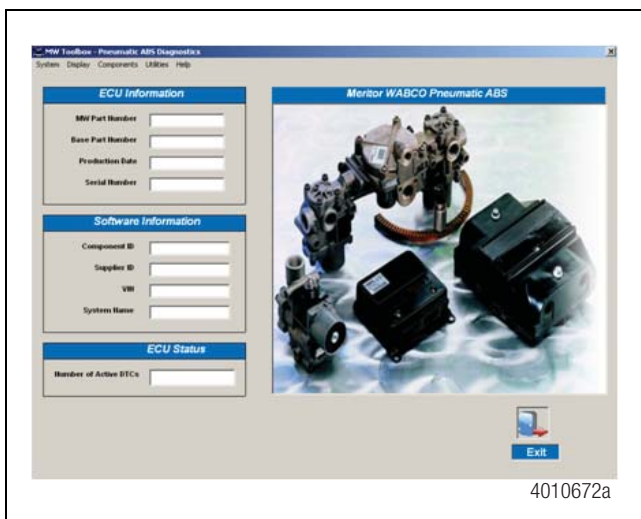 MW Toolbox - Pneumatic ABS Diagnostics
System Display Components Utilities Help
ECU Information
MW Part Number
Base Part Number
Production Date
Serial Number
Software Information
Component ID
Supplier ID
VIN
System Name
ECU Status
Number of Active DTCs
Meritor WABCO Pneumatic ABS
Exit
4010672a